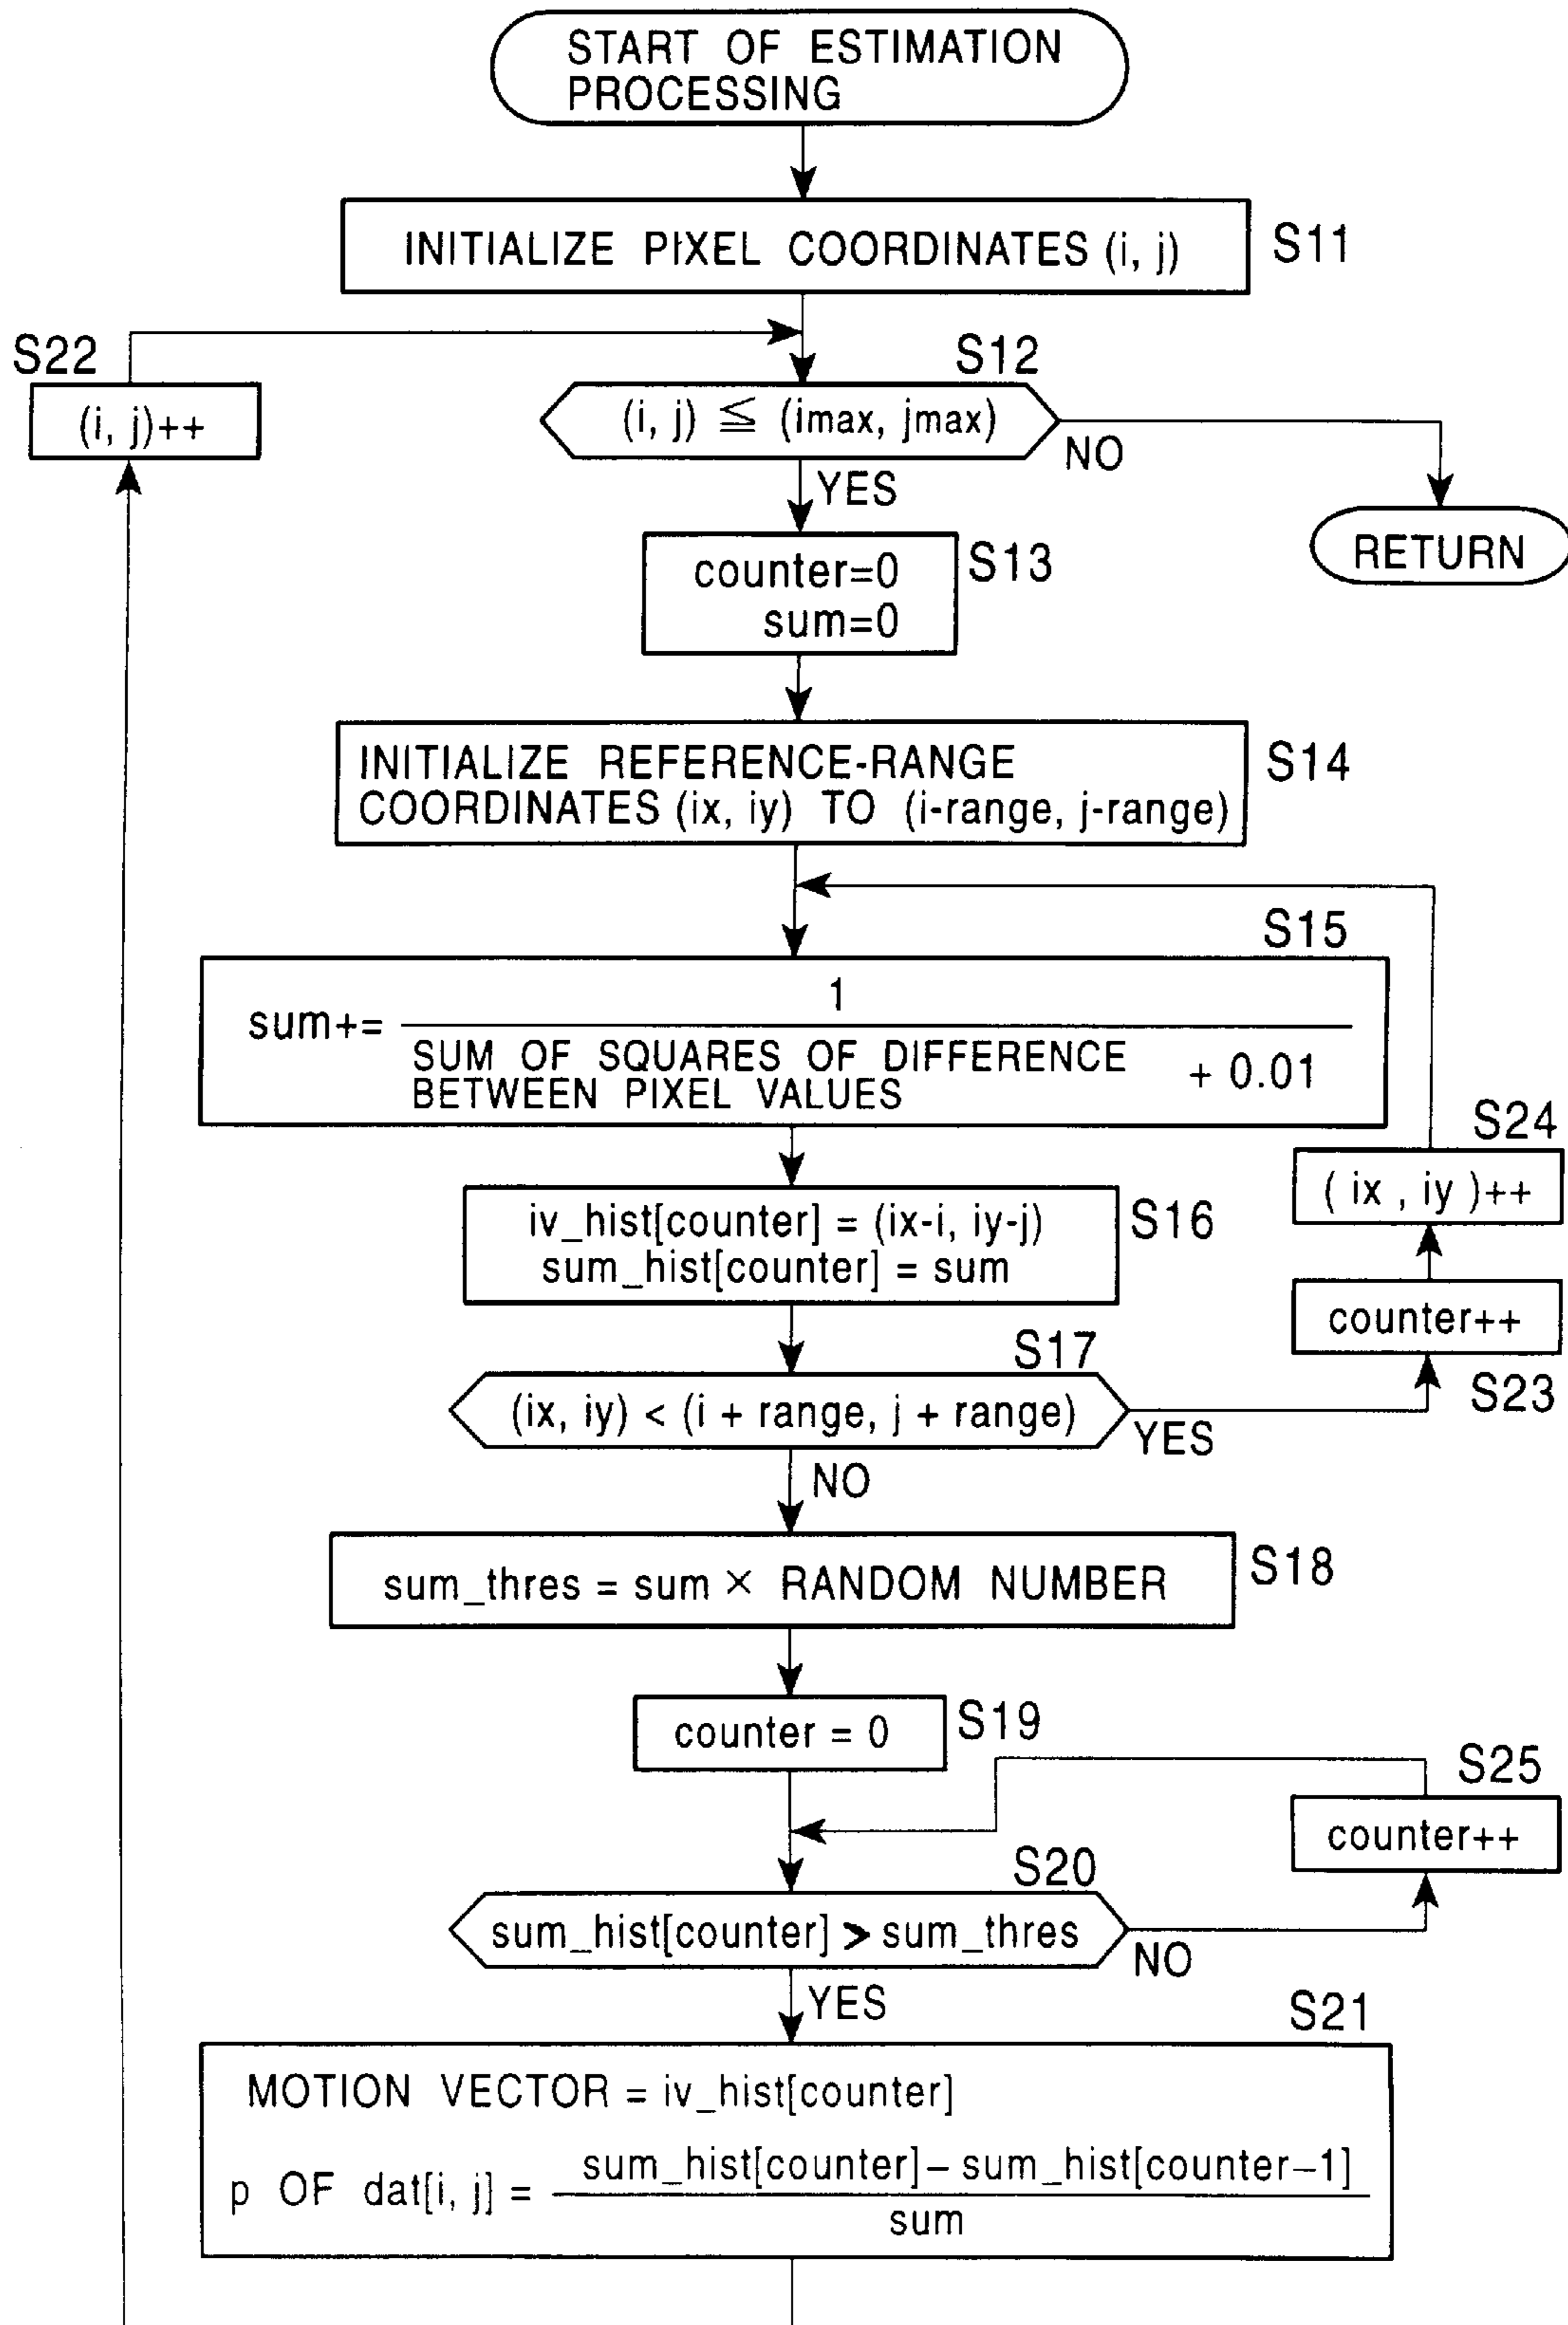 START OF ESTIMATION
PROCESSING
INITIALIZE PIXEL COORDINATES (i, j)
S11
S22
(i, j)++
S12
(i, j) ≦ (imax, jmax)
NO
YES
RETURN
counter=0
sum=0
S13
INITIALIZE REFERENCE-RANGE
COORDINATES (ix, iy) TO (i-range, j-range)
S14
S15
1
sum+=
SUM OF SQUARES OF DIFFERENCE
BETWEEN PIXEL VALUES
+ 0.01
S24
( ix , iy )++
iv_hist[counter] = (ix-i, iy-j)
sum_hist[counter] = sum
S16
counter++
S23
S17
(ix, iy) < (i + range, j + range)
YES
NO
sum_thres = sum × RANDOM NUMBER
S18
counter = 0
S19
S25
counter++
S20
sum_hist[counter] > sum_thres
NO
YES
S21
MOTION VECTOR = iv_hist[counter]
p OF dat[i, j] =
sum_hist[counter] – sum_hist[counter–1]
sum